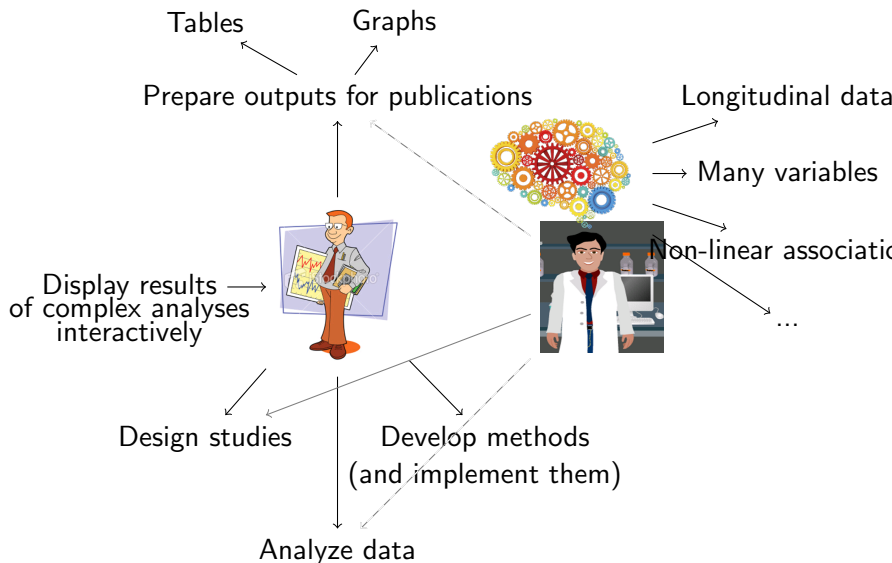 Tables
Graphs
Prepare outputs for publications
Longitudinal data
Many variables
Non-linear associatio
Display results
of complex analyses
interactively
...
Design studies
Develop methods
(and implement them)
Analyze data